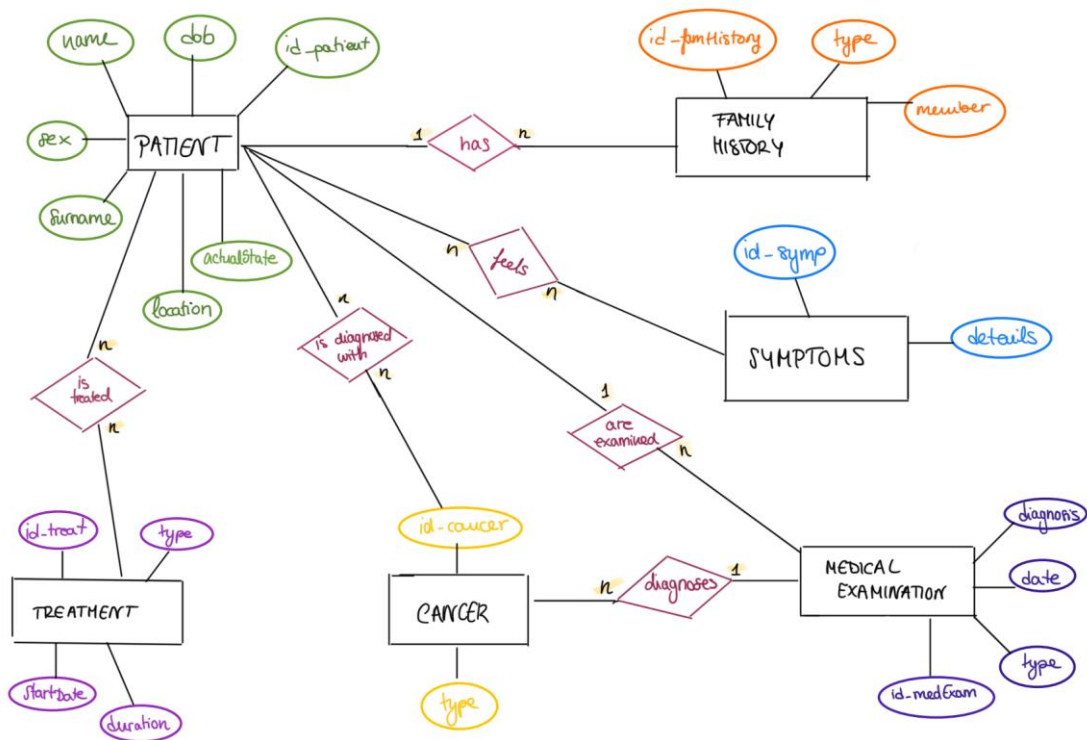 name
dob
id_patient
sex
PATIENT
surname
actualState
location
1
has
n
id_famHistory
type
member
FAMILY
HISTORY
n
feels
n
id_symp
details
SYMPTOMS
n
is
treated
n
n
is diagnosed
with
n
1
are
examined
n
id_treat
type
TREATMENT
startDate
duration
id_cancer
CANCER
type
n
diagnoses
1
MEDICAL
EXAMINATION
diagnosis
date
type
id_medExam